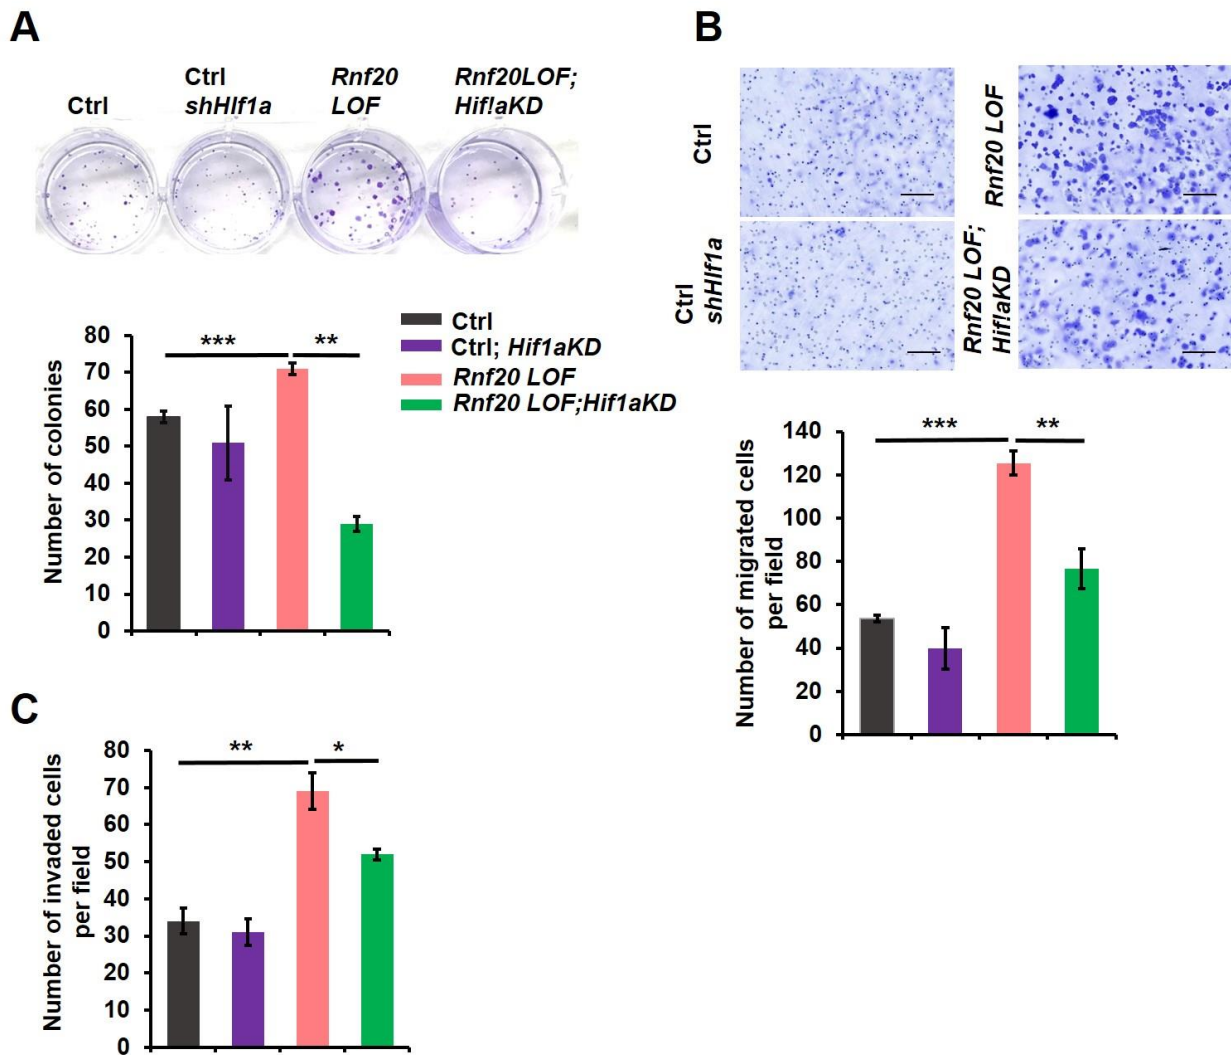 A
Ctrl
Ctrl
shHIf1a
Rnf20
LOF
Rnf20LOF;
Hif!aKD
Number of colonies
80
70
60
50
40
30
20
10
0
***
**
Ctrl
Ctrl; Hif1aKD
Rnf20 LOF
Rnf20 LOF;Hif1aKD
B
Ctrl
Rnf20 LOF
Ctrl
shHIf1a
Rnf20 LOF;
Hif!aKD
Number of migrated cells
per field
140
120
100
80
60
40
20
0
***
**
C
Number of invaded cells
per field
80
70
60
50
40
30
20
10
0
**
*